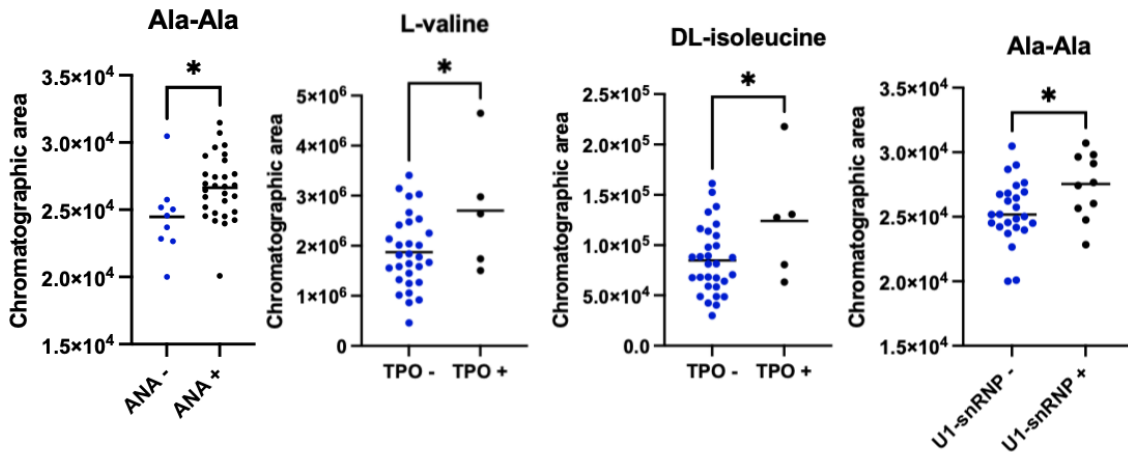 Ala-Ala
*
Chromatographic area
3.5×10⁴
3.0×10⁴
2.5×10⁴
2.0×10⁴
1.5×10⁴
ANA -
ANA +
L-valine
*
Chromatographic area
5×10⁶
4×10⁶
3×10⁶
2×10⁶
1×10⁶
0
TPO -
TPO +
DL-isoleucine
*
Chromatographic area
2.5×10⁵
2.0×10⁵
1.5×10⁵
1.0×10⁵
5.0×10⁴
0.0
TPO -
TPO +
Ala-Ala
*
Chromatographic area
3.5×10⁴
3.0×10⁴
2.5×10⁴
2.0×10⁴
1.5×10⁴
U1-snRNP -
U1-snRNP +